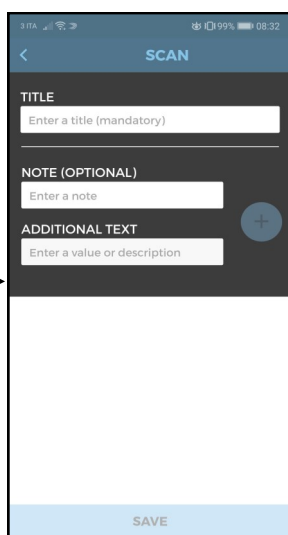 3 ITA 99% 08:32
SCAN
TITLE
Enter a title (mandatory)
NOTE (OPTIONAL)
Enter a note
+
ADDITIONAL TEXT
Enter a value or description
SAVE